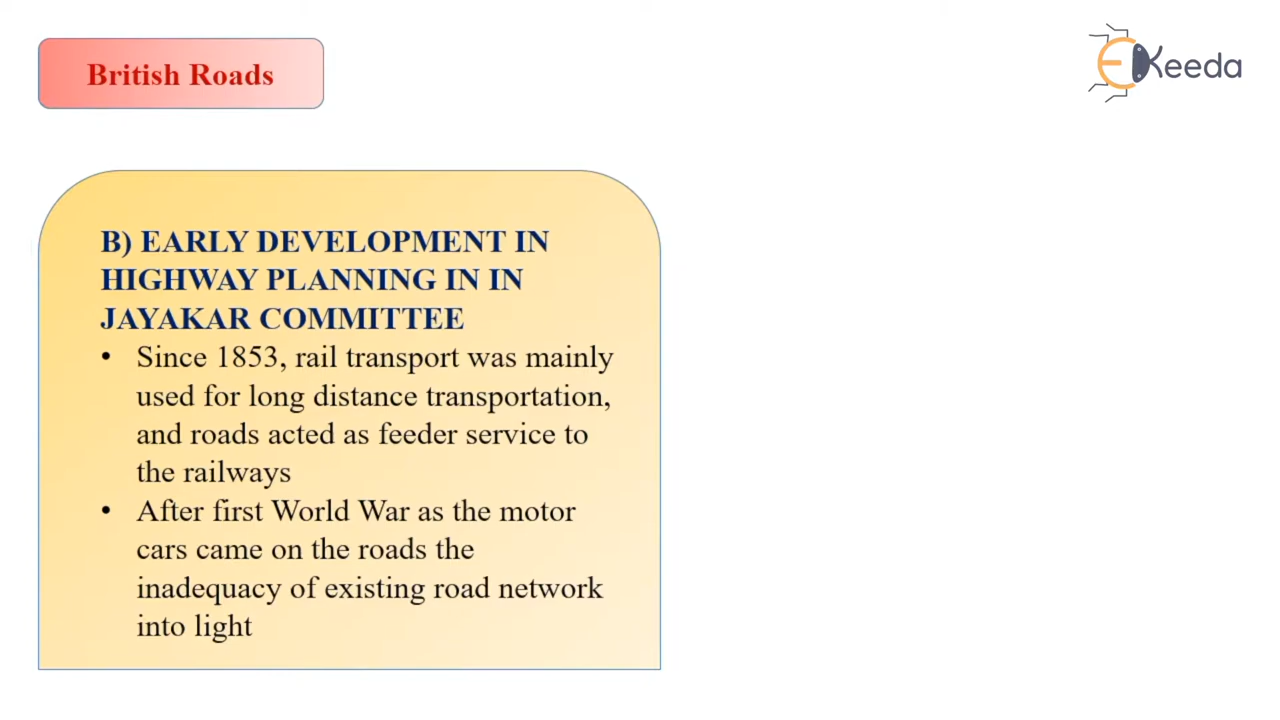 British Roads
EKeeda
B) EARLY DEVELOPMENT IN
HIGHWAY PLANNING IN IN
JAYAKAR COMMITTEE
• Since 1853, rail transport was mainly
used for long distance transportation,
and roads acted as feeder service to
the railways
• After first World War as the motor
cars came on the roads the
inadequacy of existing road network
into light